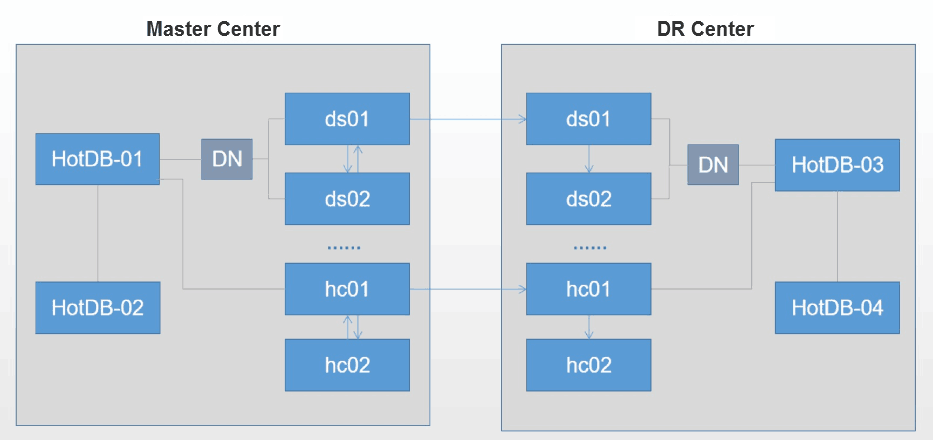 Master Center
DR Center
ds01
ds01
HotDB-01
DN
DN
HotDB-03
ds02
ds02
......
......
hc01
hc01
HotDB-02
HotDB-04
hc02
hc02